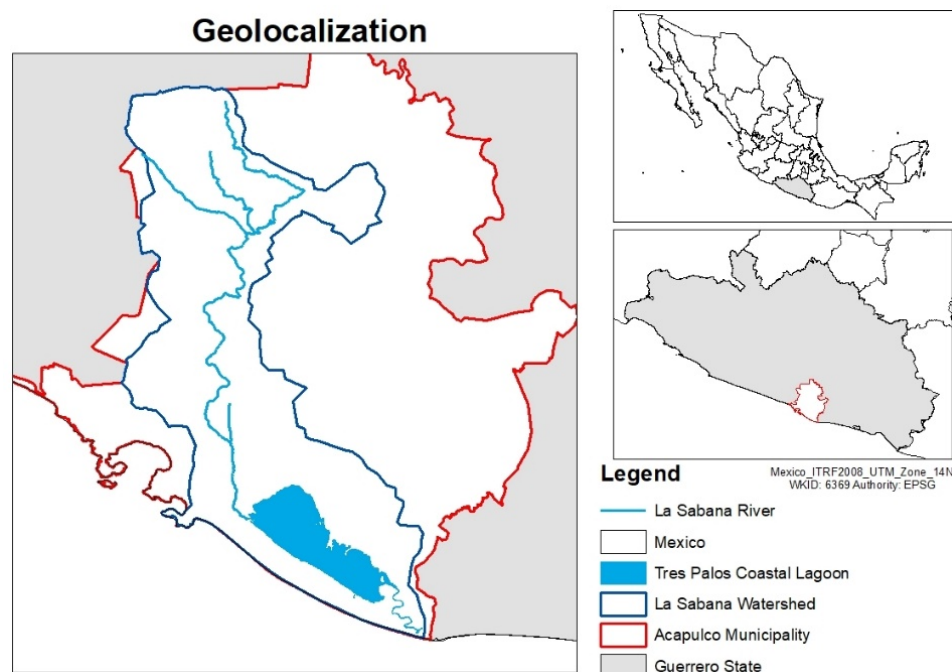 Geolocalization
Legend
Mexico_ITRF2008_UTM_Zone_14N
WKID: 6369 Authority: EPSG
La Sabana River
Mexico
Tres Palos Coastal Lagoon
La Sabana Watershed
Acapulco Municipality
Guerrero State